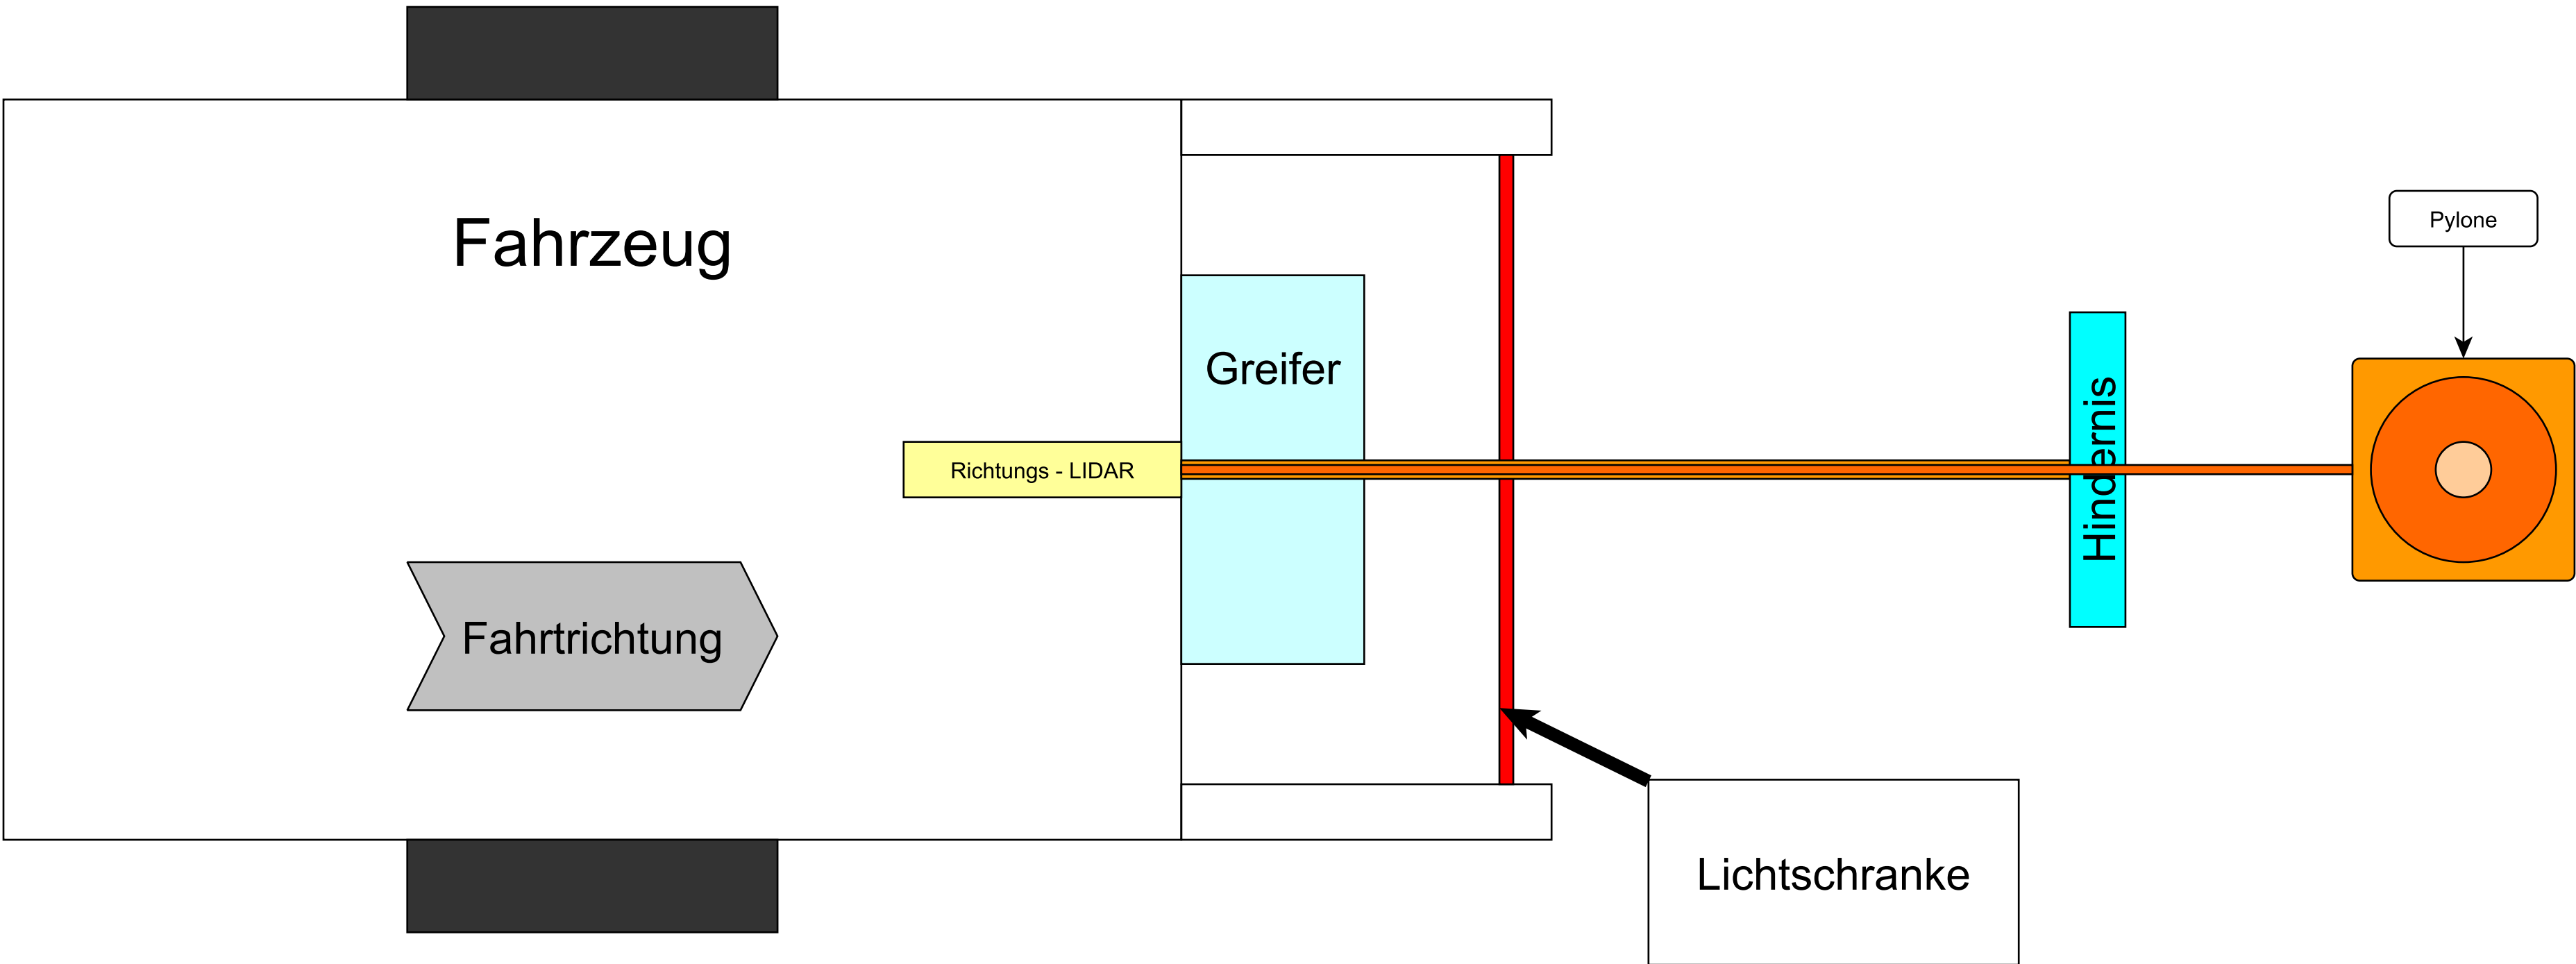 Fahrzeug
Pylone
Greifer
Hindernis
Richtungs - LIDAR
Fahrtrichtung
Lichtschranke